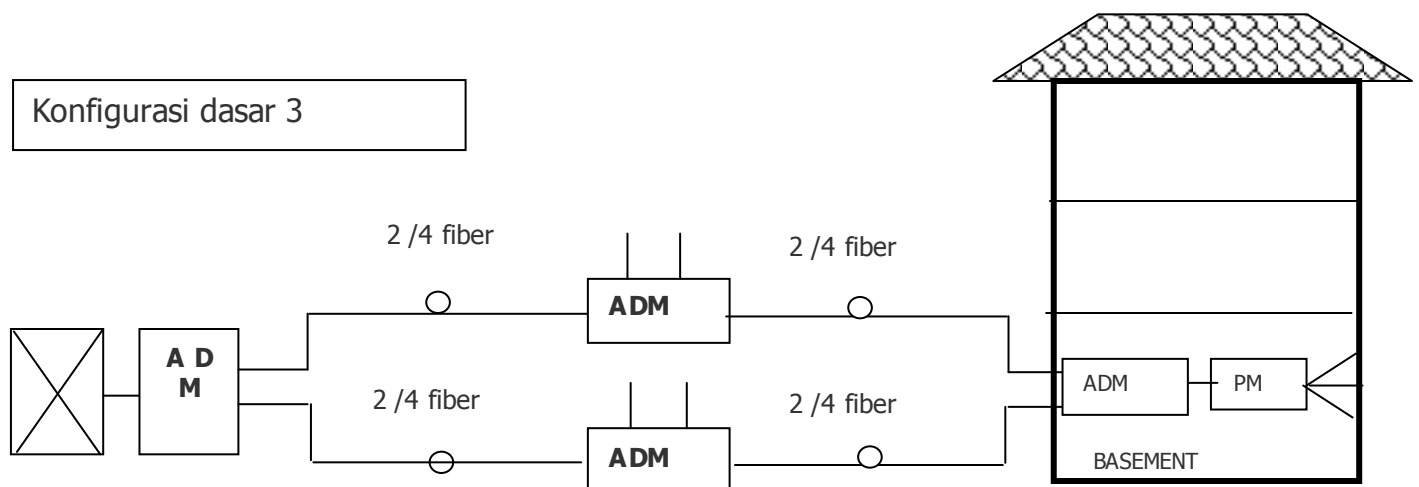 Konfigurasi dasar 3
2 /4 fiber
2 /4 fiber
ADM
A D
M
2 /4 fiber
2 /4 fiber
ADM
ADM
PM
BASEMENT